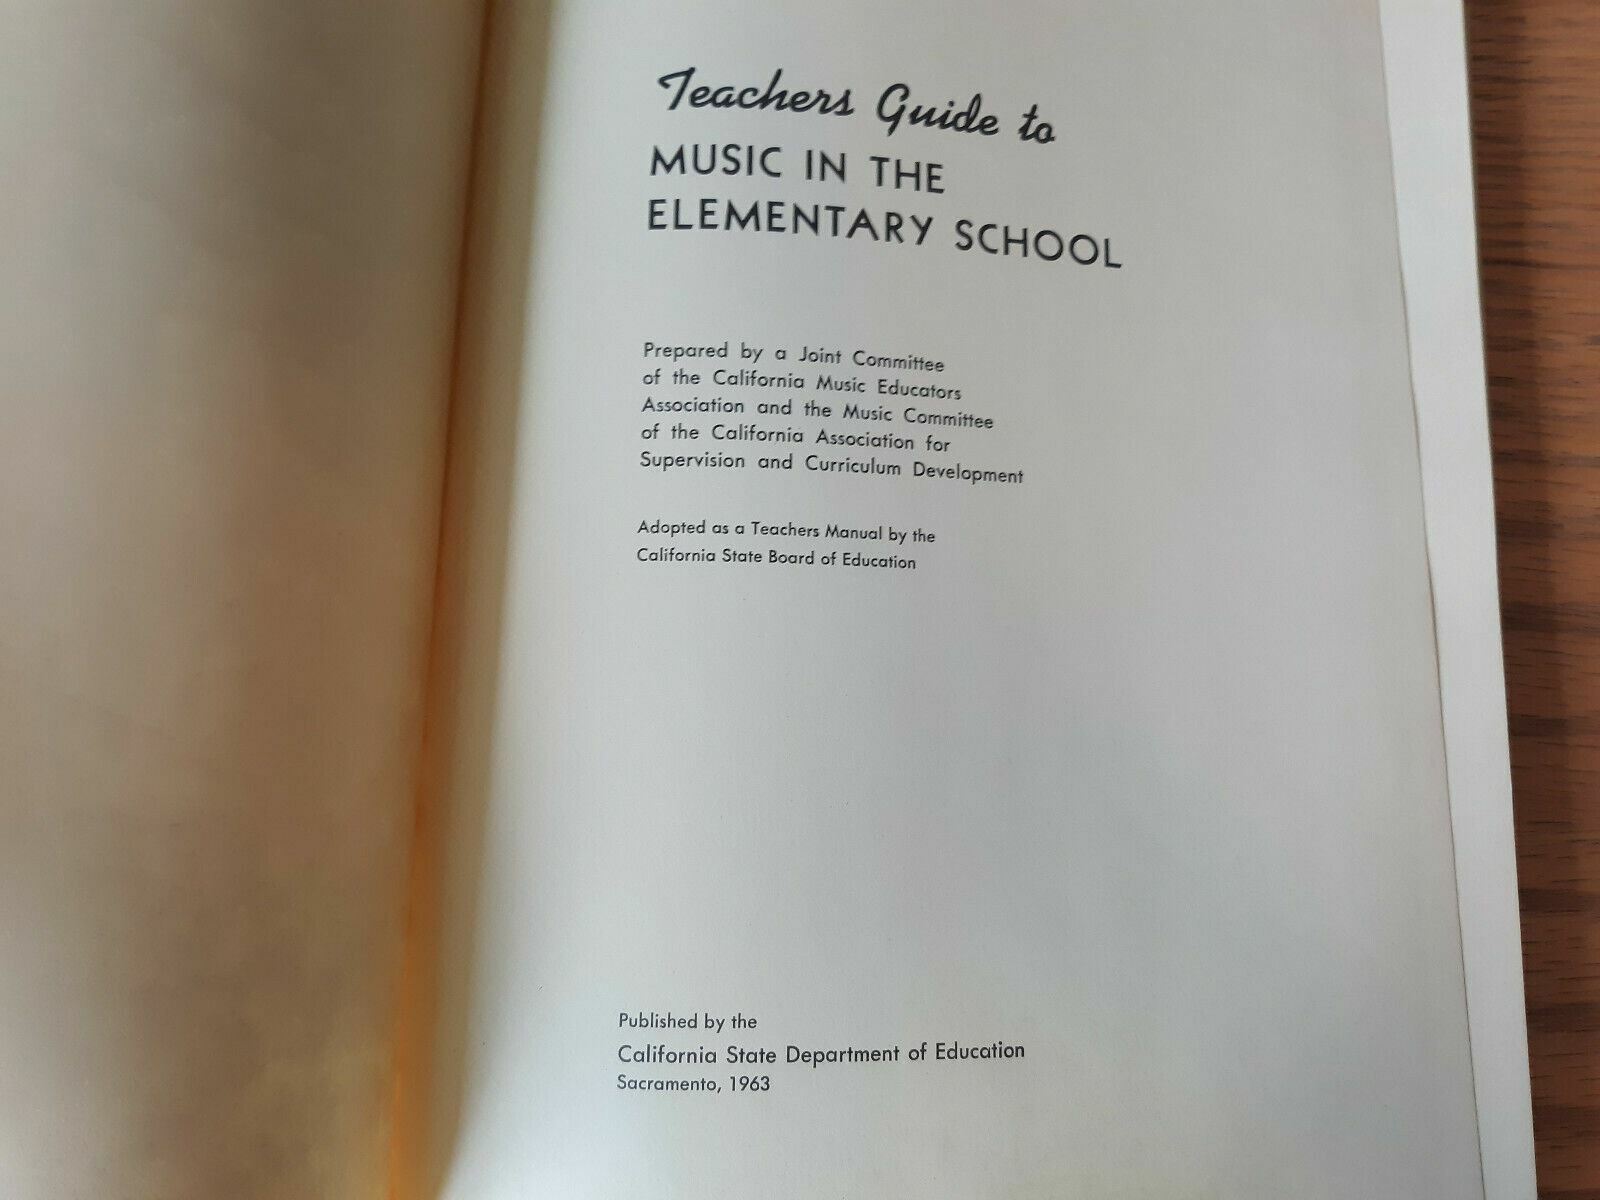 Teachers Guide to
MUSIC IN THE
ELEMENTARY SCHOOL
Prepared by a Joint Committee
of the California Music Educators
Association and the Music Committee
of the California Association for
Supervision and Curriculum Development
Adopted as a Teachers Manual by the
California State Board of Education
Published by the
California State Department of Education
Sacramento, 1963